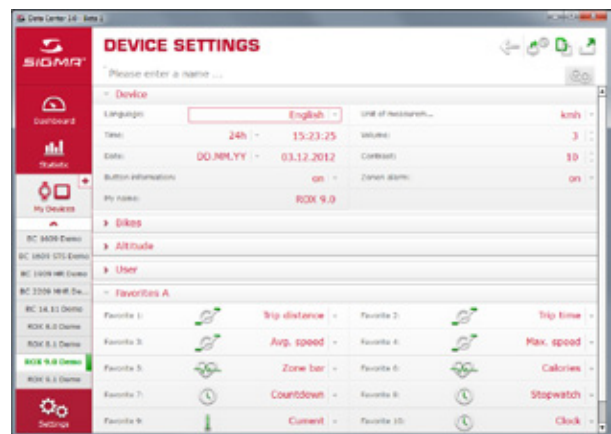 Data Center 2.0 - Beta 2
SIGMA
DEVICE SETTINGS
Please enter a name ...
Dashboard
Statistic
My Devices
BC 1609 Demo
BC 1609 STS Demo
BC 1909 HR Demo
BC 2209 MHR De...
BC 14.11 Demo
ROX 8.0 Demo
ROX 8.1 Demo
ROX 9.0 Demo
ROX 9.1 Demo
Settings
Device
Language: English
Unit of measurem... kmh
Time: 24h 15:23:25
Volume: 3
Date: DD.MM.YY 03.12.2012
Contrast: 10
Button information: on
Zones alarm: on
My Name: ROX 9.0
Bikes
Altitude
User
Favorites A
Favorite 1: Trip distance
Favorite 2: Trip time
Favorite 3: Avg. speed
Favorite 4: Max. speed
Favorite 5: Zone bar
Favorite 6: Calories
Favorite 7: Countdown
Favorite 8: Stopwatch
Favorite 9: Current
Favorite 10: Clock